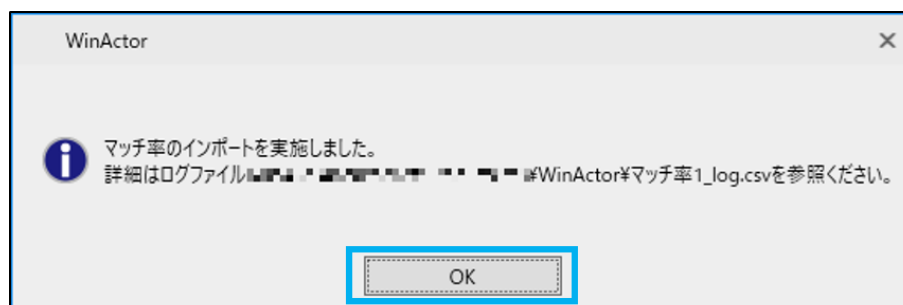 WinActor
マッチ率のインポートを実施しました。
詳細はログファイル¥WinActor¥マッチ率1_log.csvを参照ください。
OK